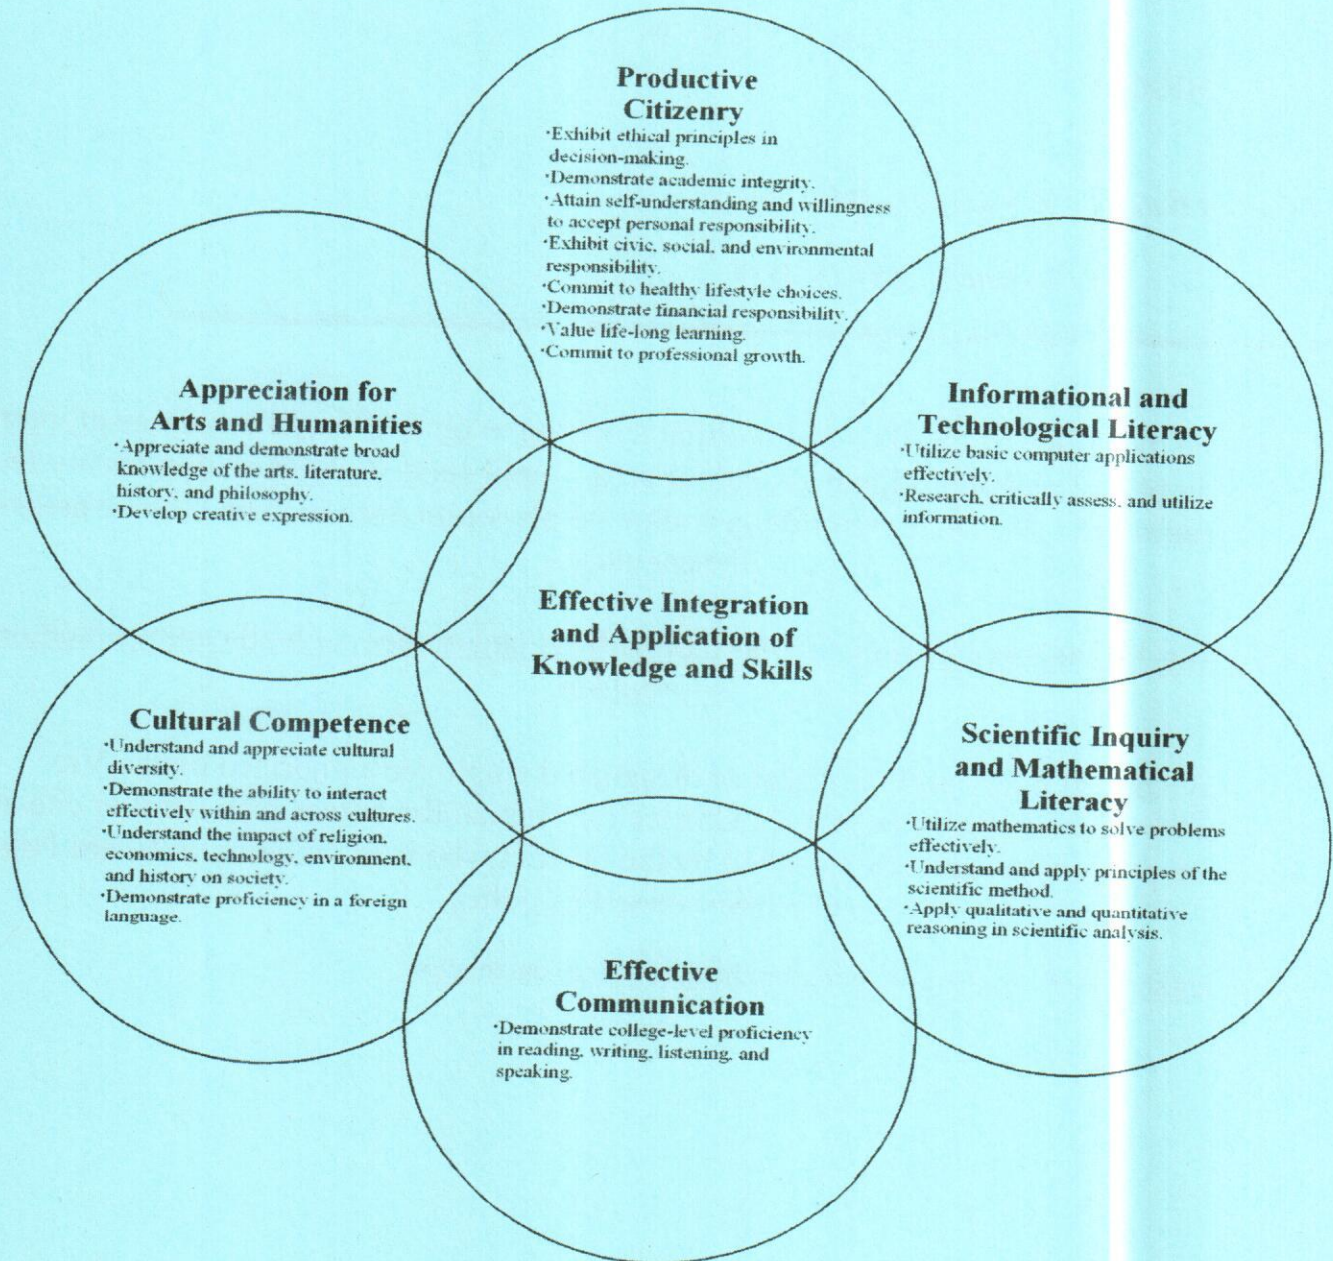 Productive
Citizenry
·Exhibit ethical principles in
decision-making.
·Demonstrate academic integrity.
·Attain self-understanding and willingness
to accept personal responsibility.
·Exhibit civic, social, and environmental
responsibility.
·Commit to healthy lifestyle choices.
·Demonstrate financial responsibility.
·Value life-long learning.
·Commit to professional growth.
Appreciation for
Arts and Humanities
·Appreciate and demonstrate broad
knowledge of the arts, literature,
history, and philosophy.
·Develop creative expression.
Informational and
Technological Literacy
·Utilize basic computer applications
effectively.
·Research, critically assess, and utilize
information.
Effective Integration
and Application of
Knowledge and Skills
Cultural Competence
·Understand and appreciate cultural
diversity.
·Demonstrate the ability to interact
effectively within and across cultures.
·Understand the impact of religion,
economics, technology, environment,
and history on society.
·Demonstrate proficiency in a foreign
language.
Scientific Inquiry
and Mathematical
Literacy
·Utilize mathematics to solve problems
effectively.
·Understand and apply principles of the
scientific method.
·Apply qualitative and quantitative
reasoning in scientific analysis.
Effective
Communication
·Demonstrate college-level proficiency
in reading, writing, listening, and
speaking.